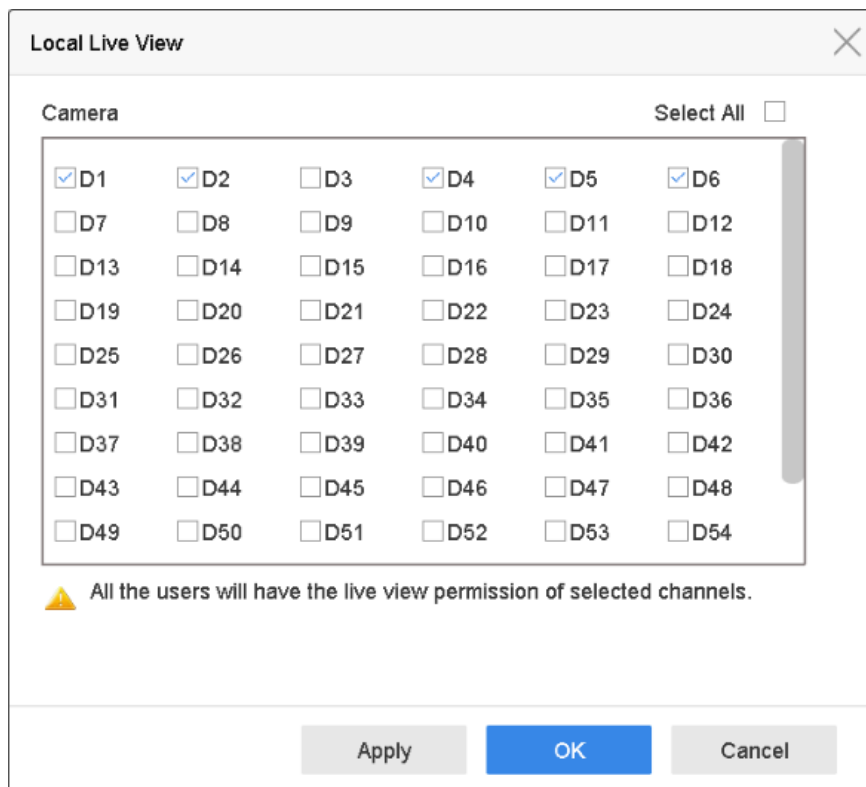 Local Live View
Camera Select All
D1 D2 D3 D4 D5 D6
D7 D8 D9 D10 D11 D12
D13 D14 D15 D16 D17 D18
D19 D20 D21 D22 D23 D24
D25 D26 D27 D28 D29 D30
D31 D32 D33 D34 D35 D36
D37 D38 D39 D40 D41 D42
D43 D44 D45 D46 D47 D48
D49 D50 D51 D52 D53 D54
All the users will have the live view permission of selected channels.
Apply OK Cancel